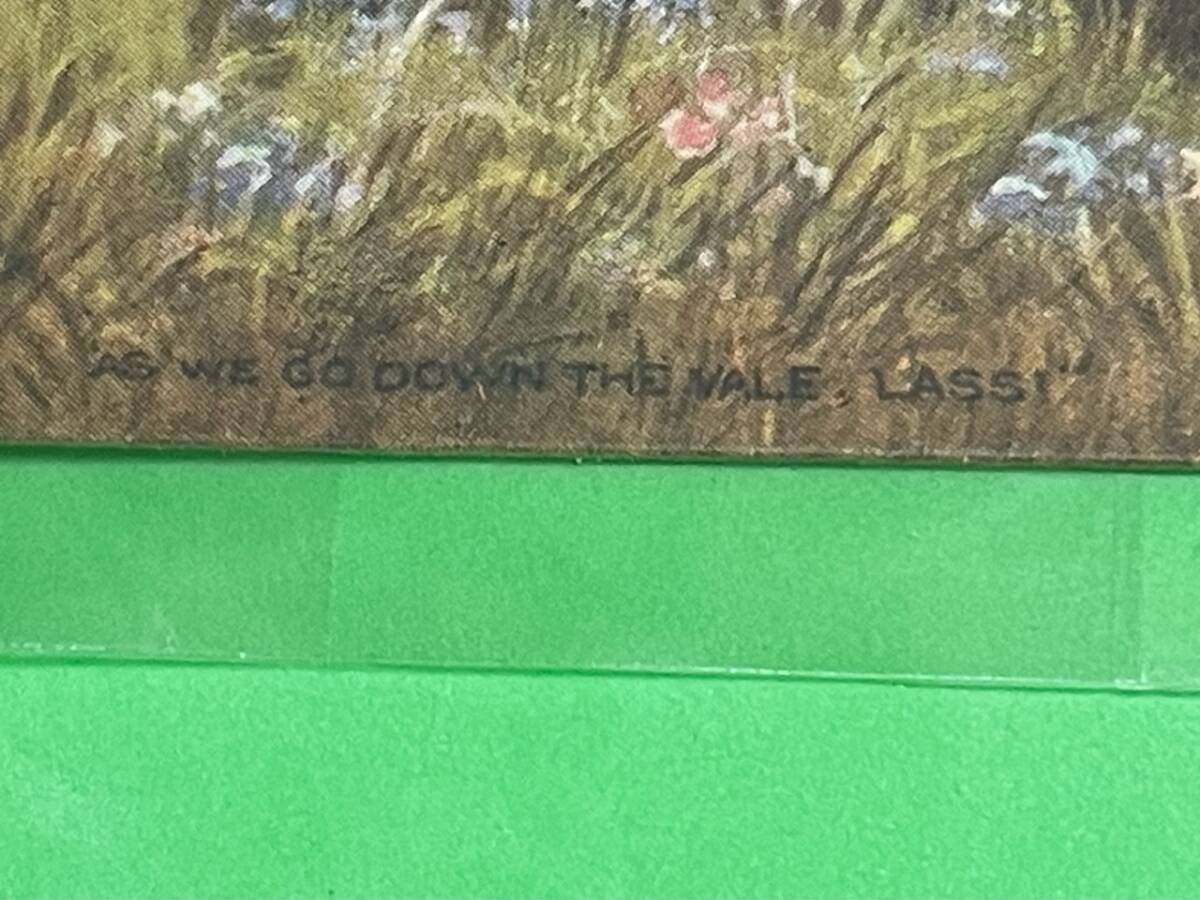 "AS WE GO DOWN THE VALE, LASS!"